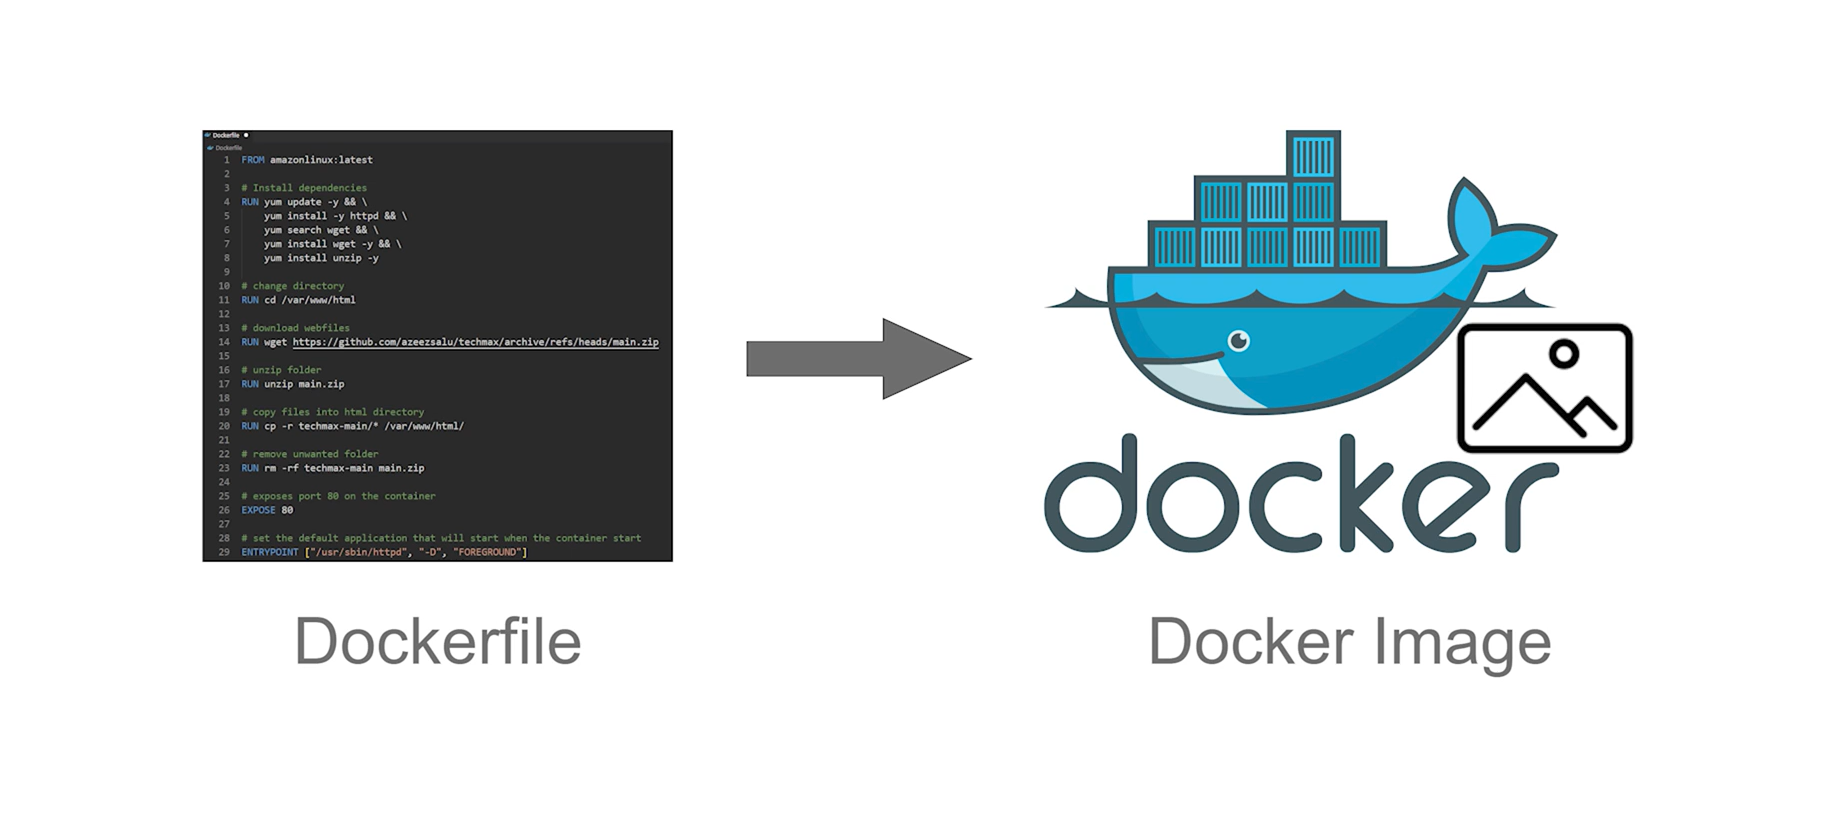 Dockerfile
Dockerfile
1 FROM amazonlinux:latest
2
3 # Install dependencies
4 RUN yum update -y && \
5 yum install -y httpd && \
6 yum search wget && \
7 yum install wget -y && \
8 yum install unzip -y
9
10 # change directory
11 RUN cd /var/www/html
12
13 # download webfiles
14 RUN wget https://github.com/azeezsalu/techmax/archive/refs/heads/main.zip
15
16 # unzip folder
17 RUN unzip main.zip
18
19 # copy files into html directory
20 RUN cp -r techmax-main/* /var/www/html/
21
22 # remove unwanted folder
23 RUN rm -rf techmax-main main.zip
24
25 # exposes port 80 on the container
26 EXPOSE 80
27
28 # set the default application that will start when the container start
29 ENTRYPOINT ["/usr/sbin/httpd", "-D", "FOREGROUND"]
Dockerfile
docker
Docker Image